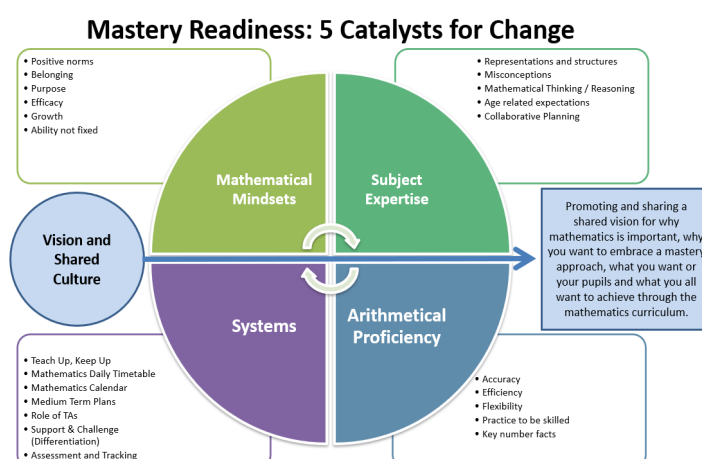 Mastery Readiness: 5 Catalysts for Change
• Positive norms
• Belonging
• Purpose
• Efficacy
• Growth
• Ability not fixed
• Representations and structures
• Misconceptions
• Mathematical Thinking / Reasoning
• Age related expectations
• Collaborative Planning
Mathematical
Mindsets
Subject
Expertise
Vision and
Shared
Culture
Promoting and sharing a
shared vision for why
mathematics is important, why
you want to embrace a mastery
approach, what you want or
your pupils and what you all
want to achieve through the
mathematics curriculum.
Systems
Arithmetical
Proficiency
• Teach Up, Keep Up
• Mathematics Daily Timetable
• Mathematics Calendar
• Medium Term Plans
• Role of TAs
• Support & Challenge
(Differentiation)
• Assessment and Tracking
• Accuracy
• Efficiency
• Flexibility
• Practice to be skilled
• Key number facts